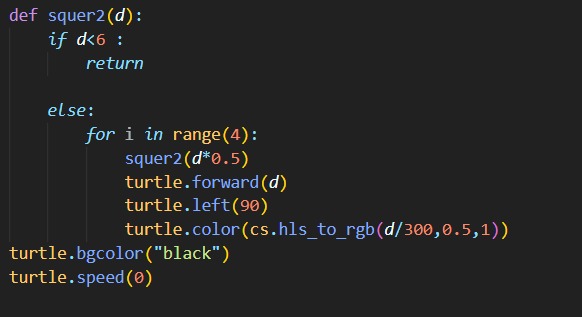 def squer2(d):
    if d<6 :
        return
    else:
        for i in range(4):
            squer2(d*0.5)
            turtle.forward(d)
            turtle.left(90)
            turtle.color(cs.hls_to_rgb(d/300,0.5,1))
turtle.bgcolor("black")
turtle.speed(0)